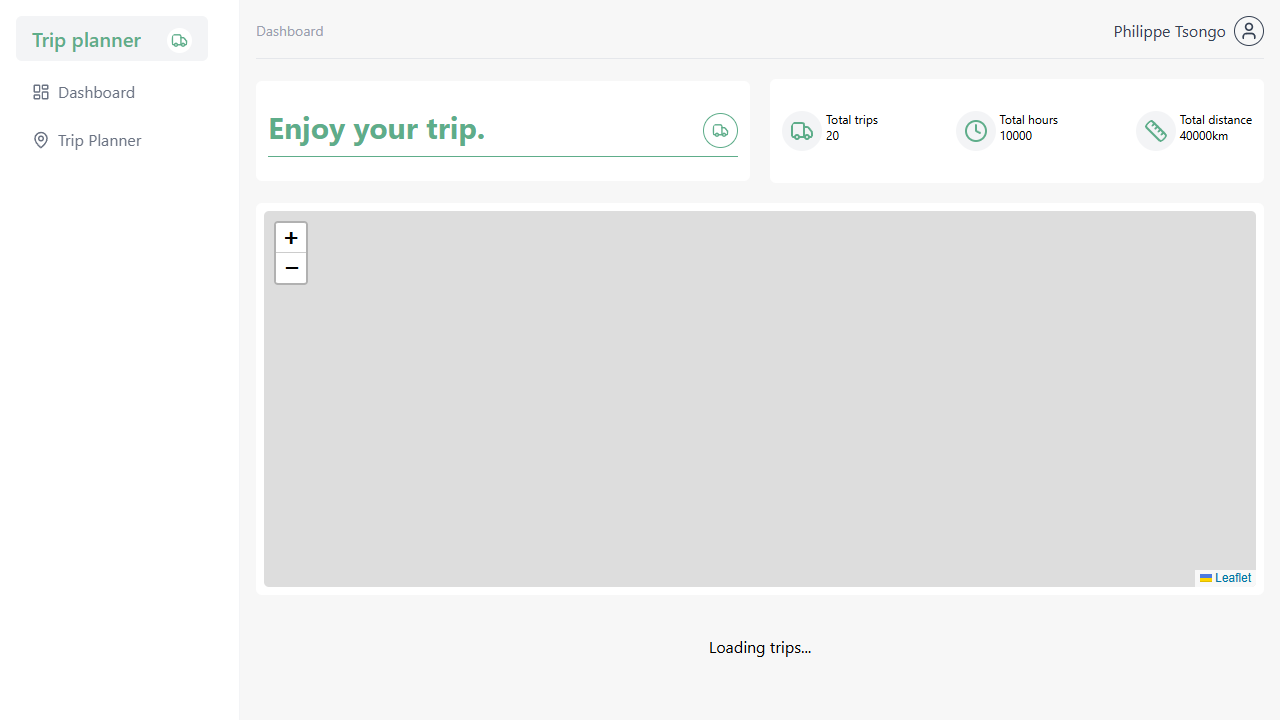 Trip planner
Dashboard
Trip Planner
Dashboard
Philippe Tsongo
Enjoy your trip.
Total trips
20
Total hours
10000
Total distance
40000km
+
−
Leaflet
Loading trips...